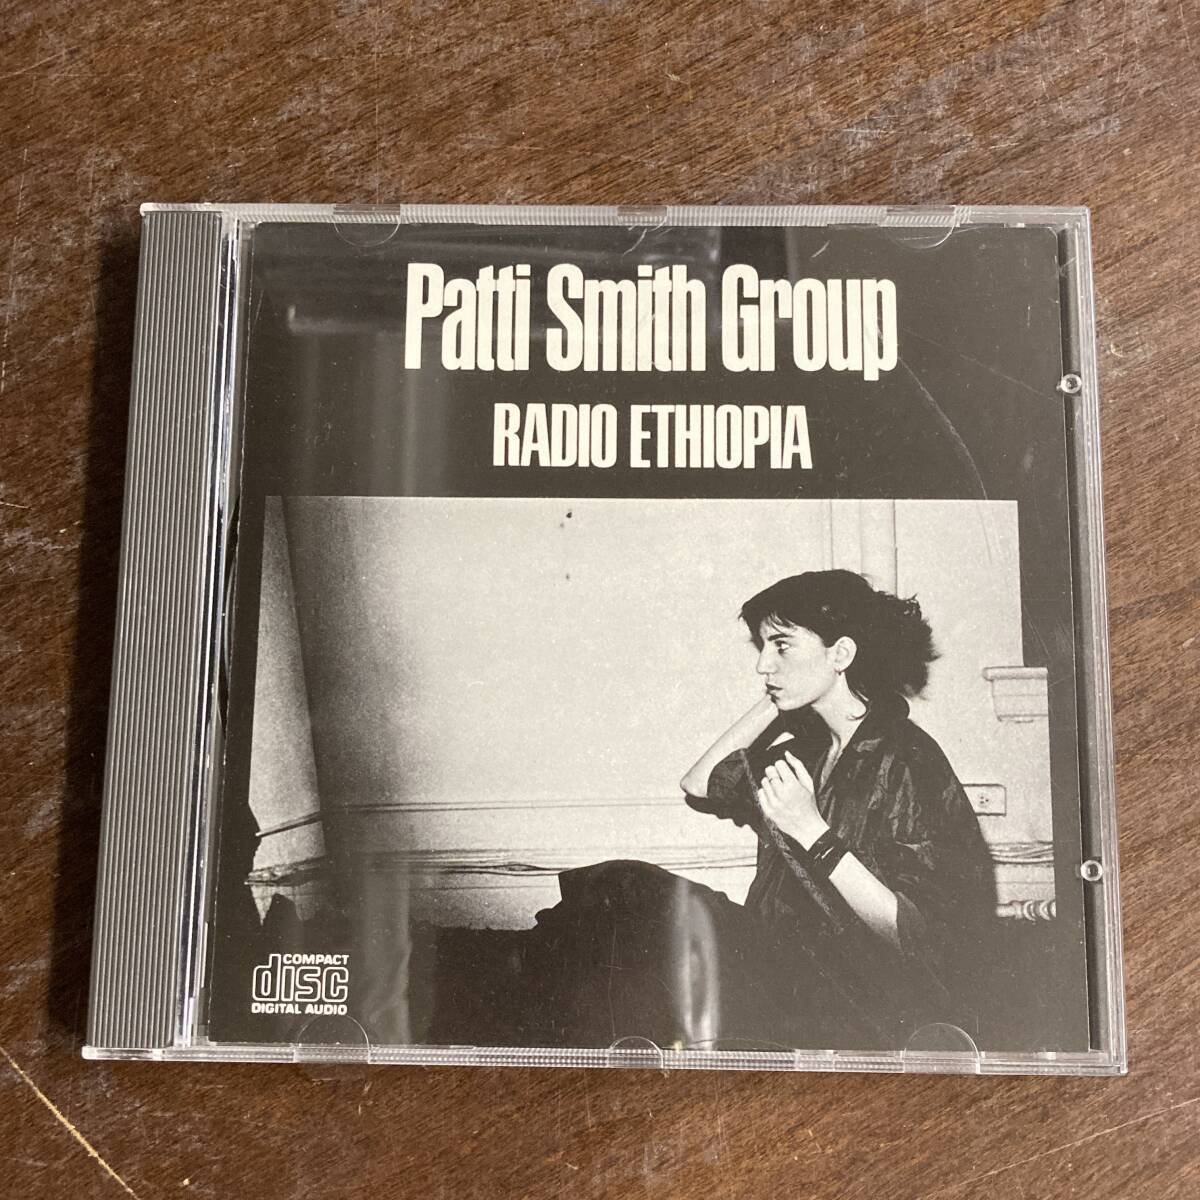 Patti Smith Group
RADIO ETHIOPIA
COMPACT
disc
DIGITAL AUDIO